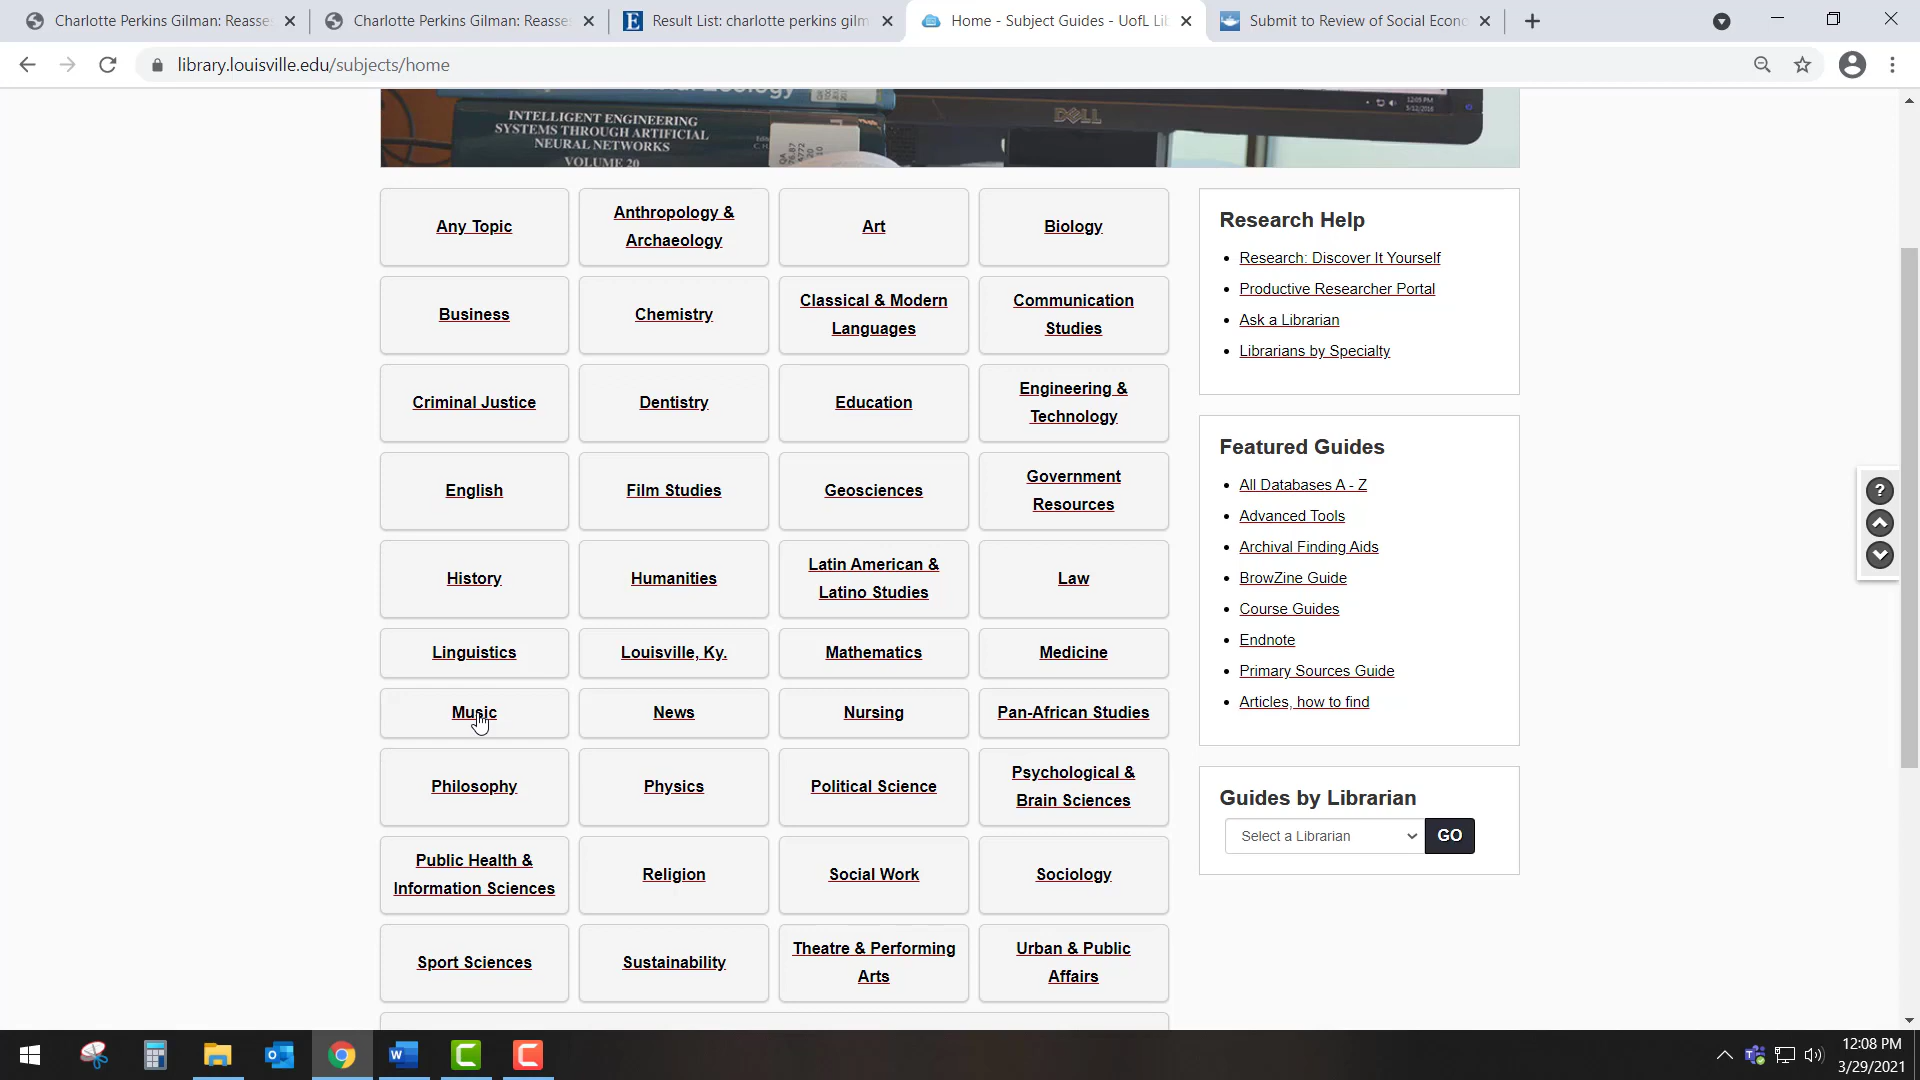 Charlotte Perkins Gilman: Reasse
Charlotte Perkins Gilman: Reasse
Result List: charlotte perkins gilm
Home - Subject Guides - UofL Lib
Submit to Review of Social Econo
library.louisville.edu/subjects/home
INTELLIGENT ENGINEERING
SYSTEMS THROUGH ARTIFICIAL
NEURAL NETWORKS
VOLUME 20
DELL
Any Topic
Anthropology &
Archaeology
Art
Biology
Business
Chemistry
Classical & Modern
Languages
Communication
Studies
Criminal Justice
Dentistry
Education
Engineering &
Technology
English
Film Studies
Geosciences
Government
Resources
History
Humanities
Latin American &
Latino Studies
Law
Linguistics
Louisville, Ky.
Mathematics
Medicine
Music
News
Nursing
Pan-African Studies
Philosophy
Physics
Political Science
Psychological &
Brain Sciences
Public Health &
Information Sciences
Religion
Social Work
Sociology
Sport Sciences
Sustainability
Theatre & Performing
Arts
Urban & Public
Affairs
Research Help
Research: Discover It Yourself
Productive Researcher Portal
Ask a Librarian
Librarians by Specialty
Featured Guides
All Databases A - Z
Advanced Tools
Archival Finding Aids
BrowZine Guide
Course Guides
Endnote
Primary Sources Guide
Articles, how to find
Guides by Librarian
Select a Librarian
GO
12:08 PM
3/29/2021